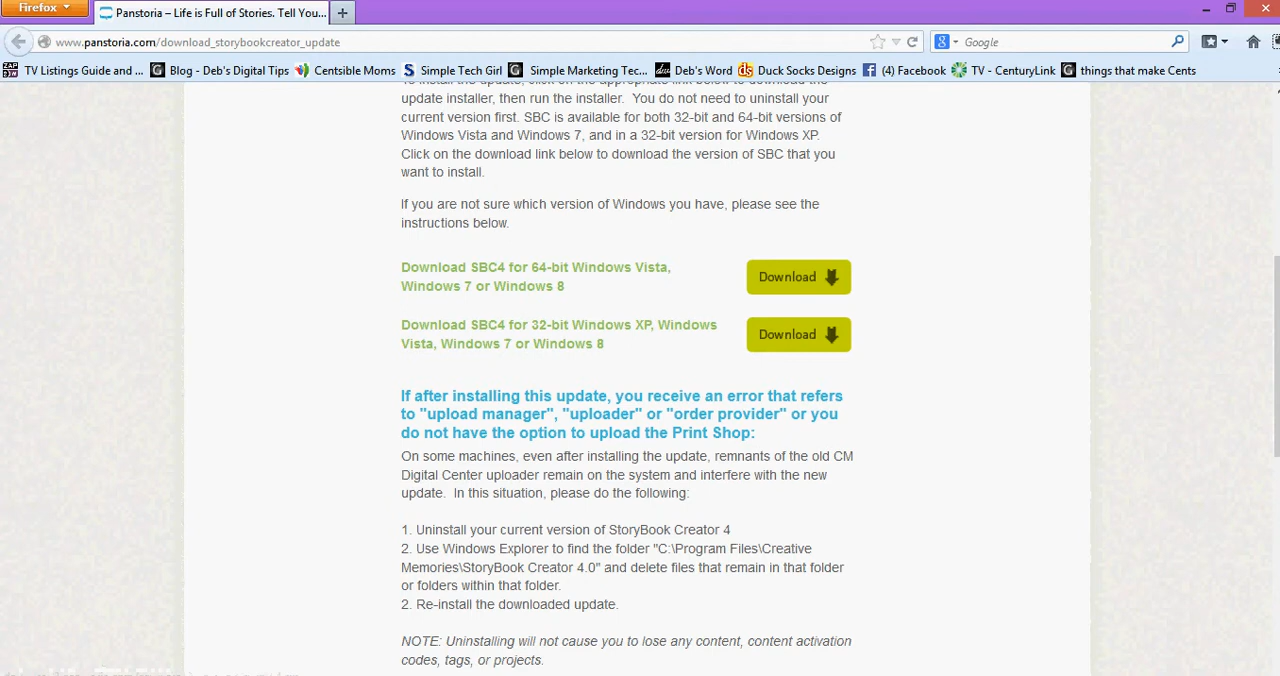 Firefox
Panstoria – Life is Full of Stories. Tell You...
www.panstoria.com/download_storybookcreator_update
Google
TV Listings Guide and ... Blog - Deb's Digital Tips Centsible Moms Simple Tech Girl Simple Marketing Tec... Deb's Word Duck Socks Designs (4) Facebook TV - CenturyLink things that make Cents
To install the update, click on the appropriate link below to download the
update installer, then run the installer. You do not need to uninstall your
current version first. SBC is available for both 32-bit and 64-bit versions of
Windows Vista and Windows 7, and in a 32-bit version for Windows XP.
Click on the download link below to download the version of SBC that you
want to install.
If you are not sure which version of Windows you have, please see the
instructions below.
Download SBC4 for 64-bit Windows Vista,
Windows 7 or Windows 8
Download
Download SBC4 for 32-bit Windows XP, Windows
Vista, Windows 7 or Windows 8
Download
If after installing this update, you receive an error that refers
to "upload manager", "uploader" or "order provider" or you
do not have the option to upload the Print Shop:
On some machines, even after installing the update, remnants of the old CM
Digital Center uploader remain on the system and interfere with the new
update. In this situation, please do the following:
1. Uninstall your current version of StoryBook Creator 4
2. Use Windows Explorer to find the folder "C:\Program Files\Creative
Memories\StoryBook Creator 4.0" and delete files that remain in that folder
or folders within that folder.
2. Re-install the downloaded update.
NOTE: Uninstalling will not cause you to lose any content, content activation
codes, tags, or projects.